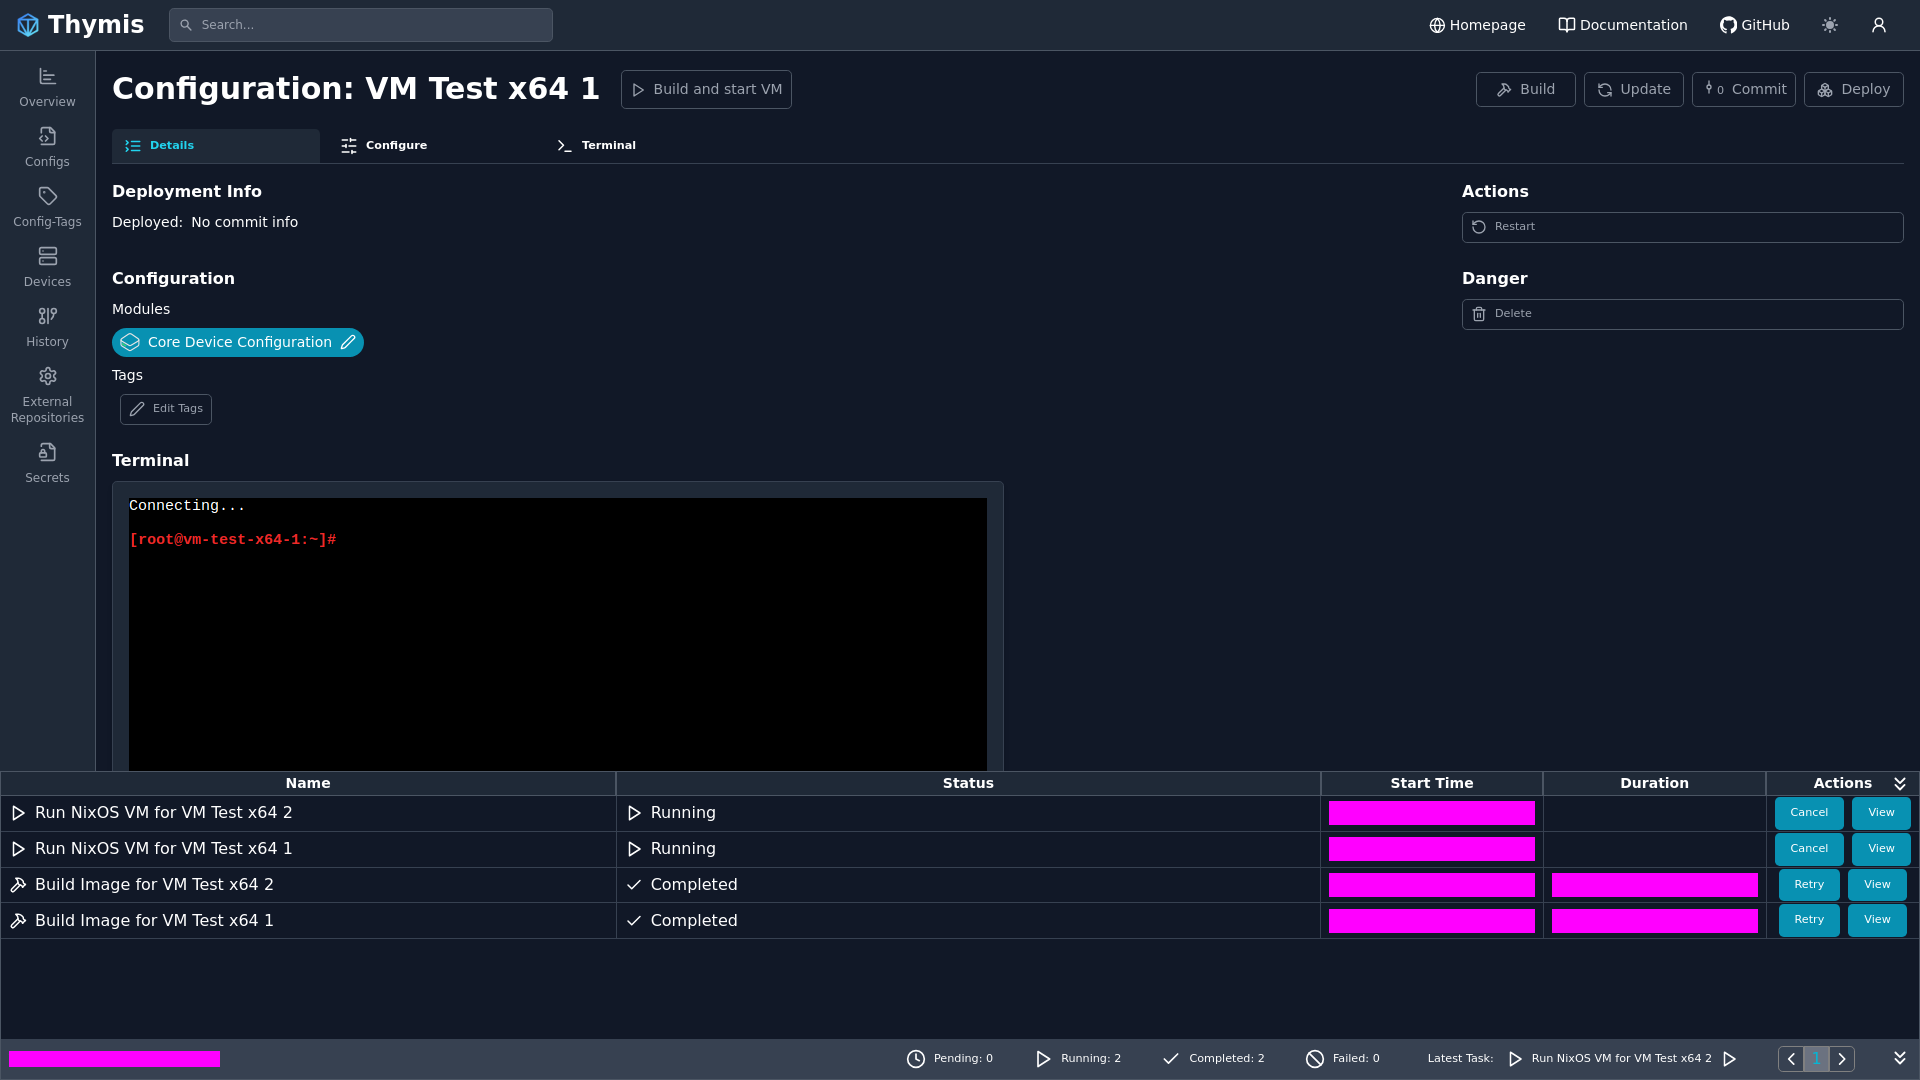 Thymis
Search...
Homepage
Documentation
GitHub
Overview
Configs
Config-Tags
Devices
History
External
Repositories
Secrets
Configuration: VM Test x64 1
Build and start VM
Build
Update
0 Commit
Deploy
Details
Configure
Terminal
Deployment Info
Deployed: No commit info
Configuration
Modules
Core Device Configuration
Tags
Edit Tags
Terminal
Connecting...
[root@vm-test-x64-1:~]#
Actions
Restart
Danger
Delete
Name Status Start Time Duration Actions
Run NixOS VM for VM Test x64 2 Running Cancel View
Run NixOS VM for VM Test x64 1 Running Cancel View
Build Image for VM Test x64 2 Completed Retry View
Build Image for VM Test x64 1 Completed Retry View
Pending: 0 Running: 2 Completed: 2 Failed: 0 Latest Task: Run NixOS VM for VM Test x64 2 1